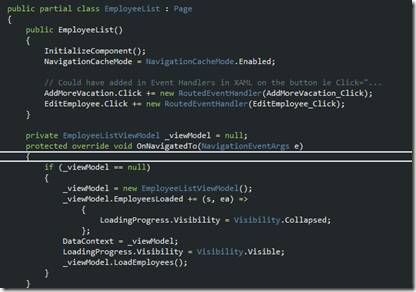 public partial class EmployeeList : Page
{
    public EmployeeList()
    {
        InitializeComponent();
        NavigationCacheMode = NavigationCacheMode.Enabled;

        // Could have added in Event Handlers in XAML on the button ie Click="...
        AddMoreVacation.Click += new RoutedEventHandler(AddMoreVacation_Click);
        EditEmployee.Click += new RoutedEventHandler(EditEmployee_Click);
    }

    private EmployeeListViewModel _viewModel = null;
    protected override void OnNavigatedTo(NavigationEventArgs e)
    {
        if (_viewModel == null)
        {
            _viewModel = new EmployeeListViewModel();
            _viewModel.EmployeesLoaded += (s, ea) =>
                {
                    LoadingProgress.Visibility = Visibility.Collapsed;
                };
            DataContext = _viewModel;
            LoadingProgress.Visibility = Visibility.Visible;
            _viewModel.LoadEmployees();
        }
    }